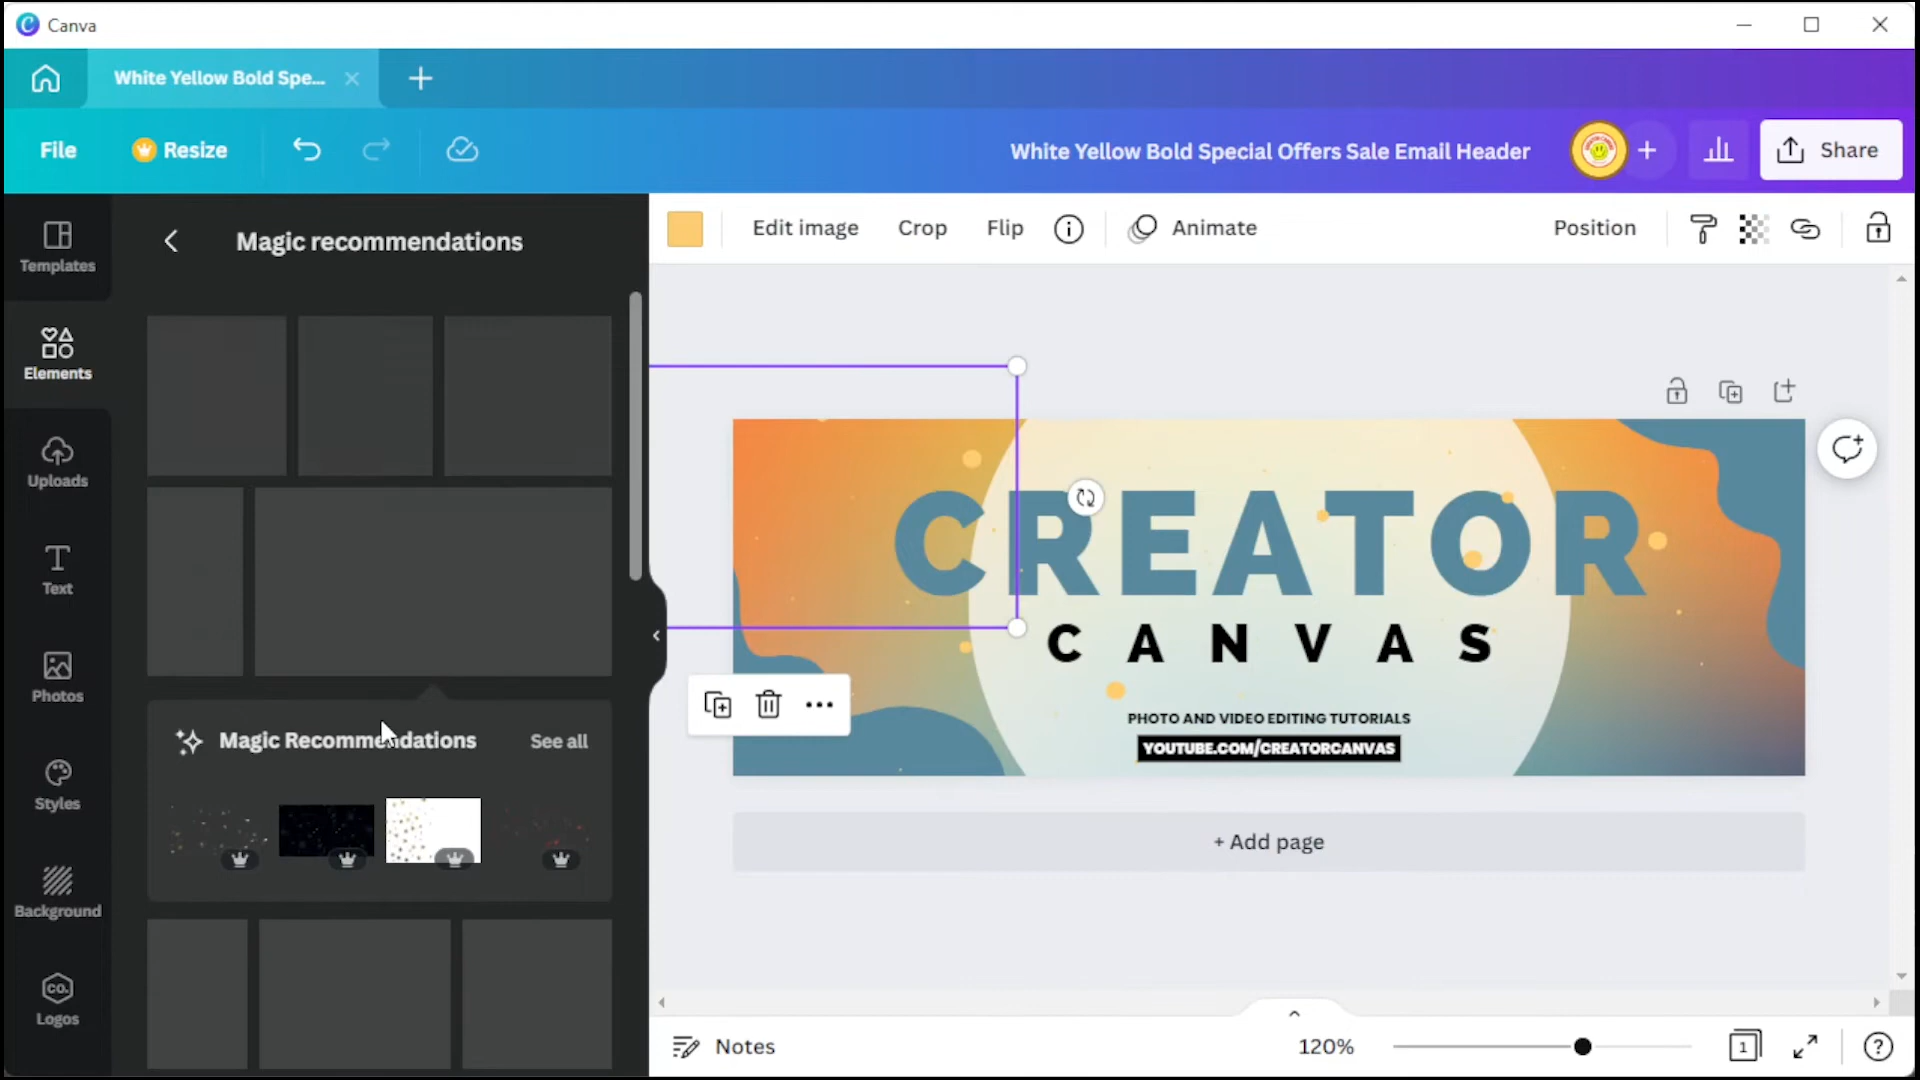 Canva
White Yellow Bold Spe...
File
Resize
White Yellow Bold Special Offers Sale Email Header
Share
Templates
Elements
Uploads
Text
Photos
Styles
Background
CO.
Logos
Magic recommendations
Magic Recommendations
See all
Edit image
Crop
Flip
Animate
Position
CREATOR
CANVAS
PHOTO AND VIDEO EDITING TUTORIALS
YOUTUBE.COM/CREATORCANVAS
+ Add page
Notes
120%
1